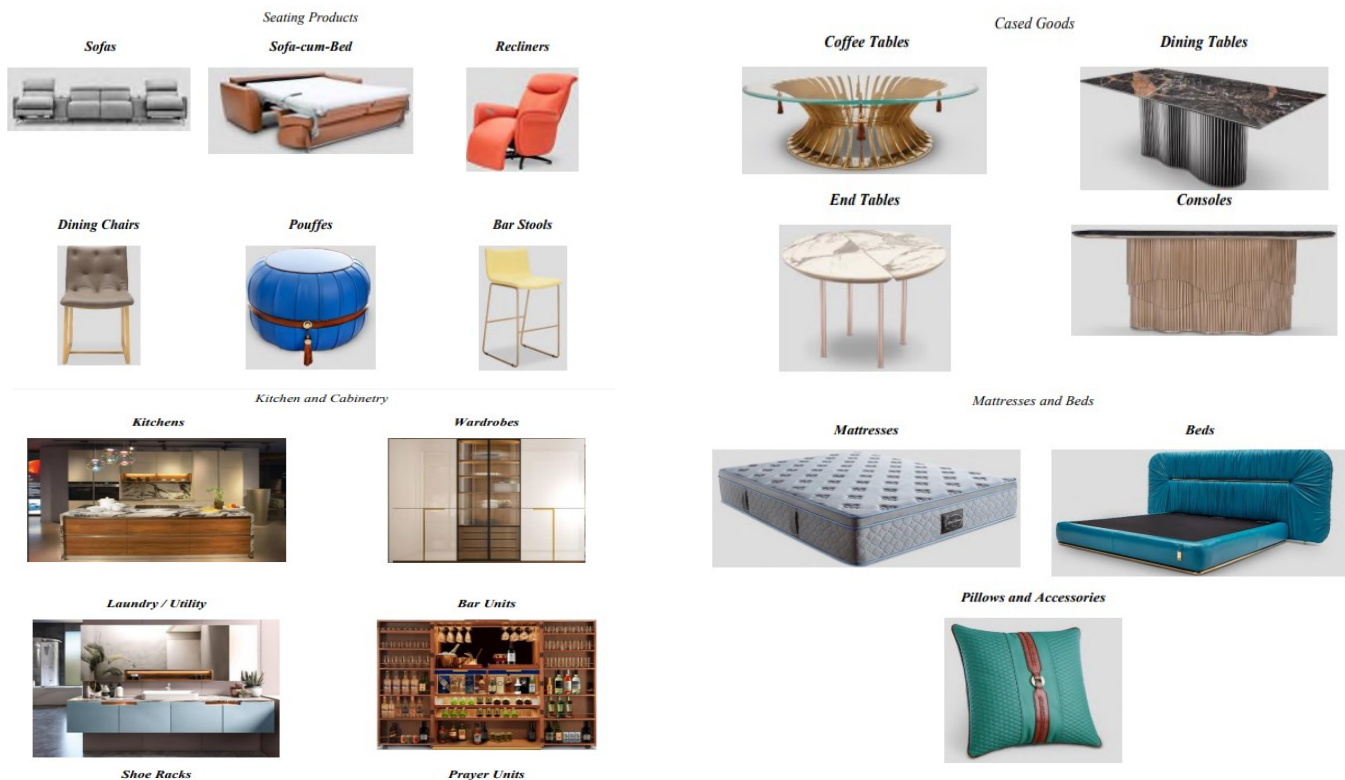 Seating Products
Sofas
Sofa-cum-Bed
Recliners
Dining Chairs
Pouffes
Bar Stools
Kitchen and Cabinetry
Kitchens
Wardrobes
Laundry / Utility
Bar Units
Shoe Racks
Prayer Units
Cased Goods
Coffee Tables
Dining Tables
End Tables
Consoles
Mattresses and Beds
Mattresses
Beds
Pillows and Accessories